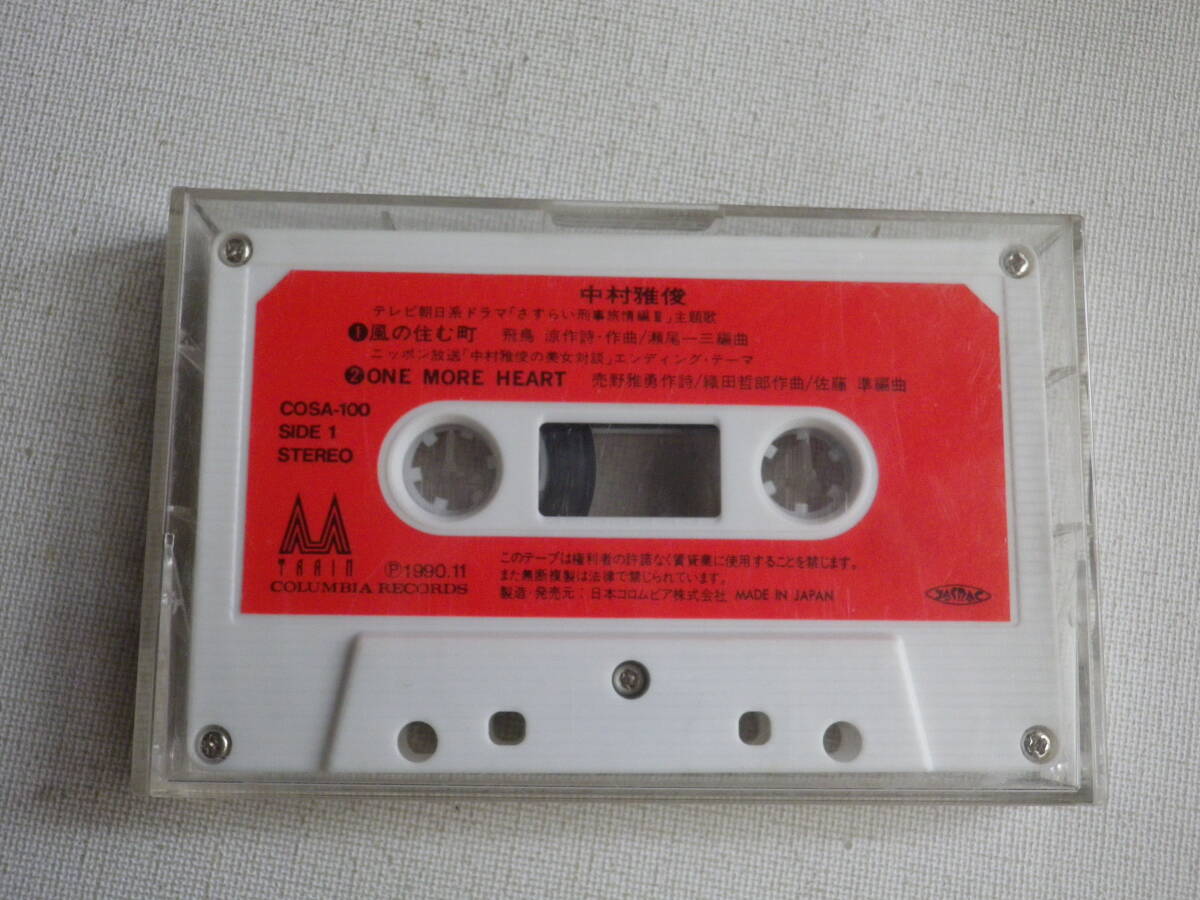 中村雅俊
テレビ朝日系ドラマ「さすらい刑事旅情編Ⅲ」主題歌
❶風の住む町 飛鳥 涼作詩・作曲/瀬尾一三編曲
ニッポン放送「中村雅俊の美女対談」エンディング・テーマ
❷ONE MORE HEART 売野雅勇作詩/織田哲郎作曲/佐藤 準編曲
COSA-100
SIDE 1
STEREO
TRAIN
COLUMBIA RECORDS
Ⓟ1990.11
このテープは権利者の許諾なく賃貸業に使用することを禁じます。
また無断複製は法律で禁じられています。
製造・発売元:日本コロムビア株式会社 MADE IN JAPAN
JASRAC